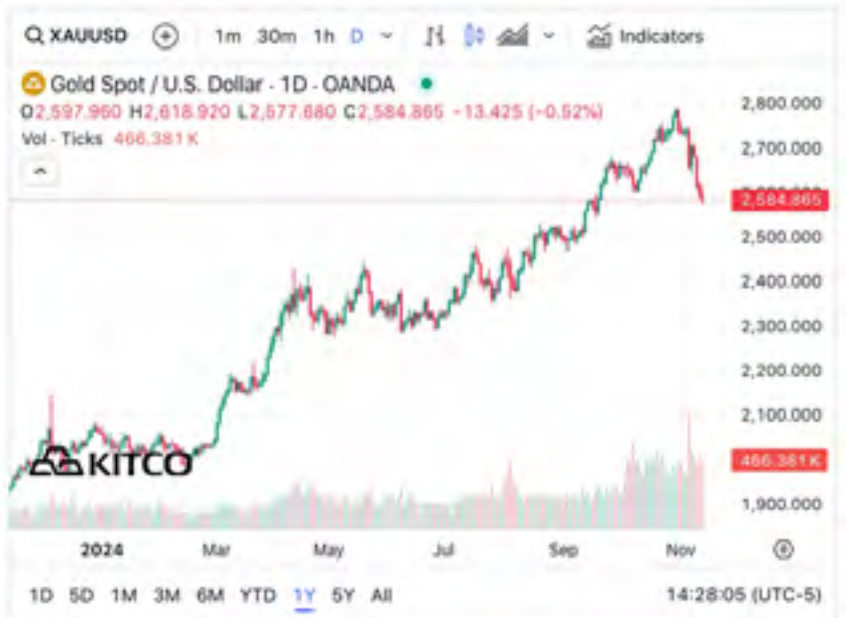 XAUUSD 1m 30m 1h D Indicators
Gold Spot / U.S. Dollar · 1D · OANDA
O2,597.960 H2,618.920 L2,577.680 C2,584.865 −13.425 (−0.52%)
Vol · Ticks 466.381K
2,800.000
2,700.000
2,584.865
2,500.000
2,400.000
2,300.000
2,200.000
2,100.000
KITCO
466.381K
1,900.000
2024 Mar May Jul Sep Nov
1D 5D 1M 3M 6M YTD 1Y 5Y All 14:28:05 (UTC-5)